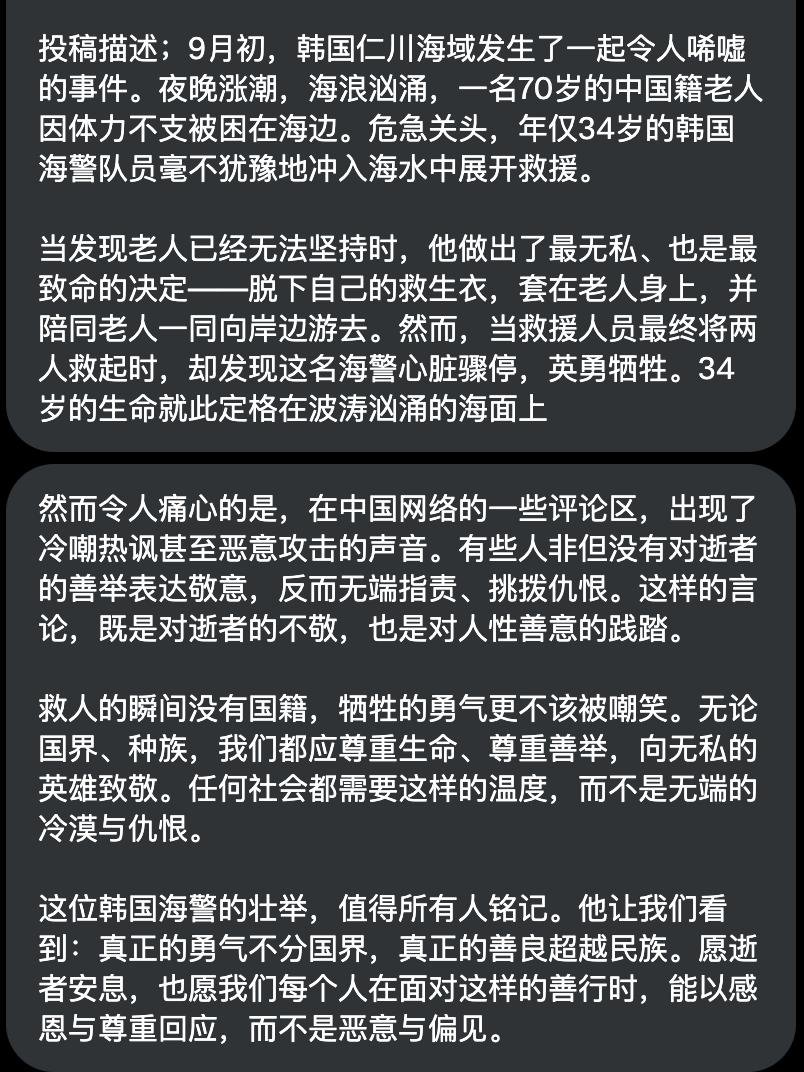 投稿描述；9月初，韩国仁川海域发生了一起令人唏嘘
的事件。夜晚涨潮，海浪汹涌，一名70岁的中国籍老人
因体力不支被困在海边。危急关头，年仅34岁的韩国
海警队员毫不犹豫地冲入海水中展开救援。
当发现老人已经无法坚持时，他做出了最无私、也是最
致命的决定——脱下自己的救生衣，套在老人身上，并
陪同老人一同向岸边游去。然而，当救援人员最终将两
人救起时，却发现这名海警心脏骤停，英勇牺牲。34
岁的生命就此定格在波涛汹涌的海面上
然而令人痛心的是，在中国网络的一些评论区，出现了
冷嘲热讽甚至恶意攻击的声音。有些人非但没有对逝者
的善举表达敬意，反而无端指责、挑拨仇恨。这样的言
论，既是对逝者的不敬，也是对人性善意的践踏。
救人的瞬间没有国籍，牺牲的勇气更不该被嘲笑。无论
国界、种族，我们都应尊重生命、尊重善举，向无私的
英雄致敬。任何社会都需要这样的温度，而不是无端的
冷漠与仇恨。
这位韩国海警的壮举，值得所有人铭记。他让我们看
到：真正的勇气不分国界，真正的善良超越民族。愿逝
者安息，也愿我们每个人在面对这样的善行时，能以感
恩与尊重回应，而不是恶意与偏见。